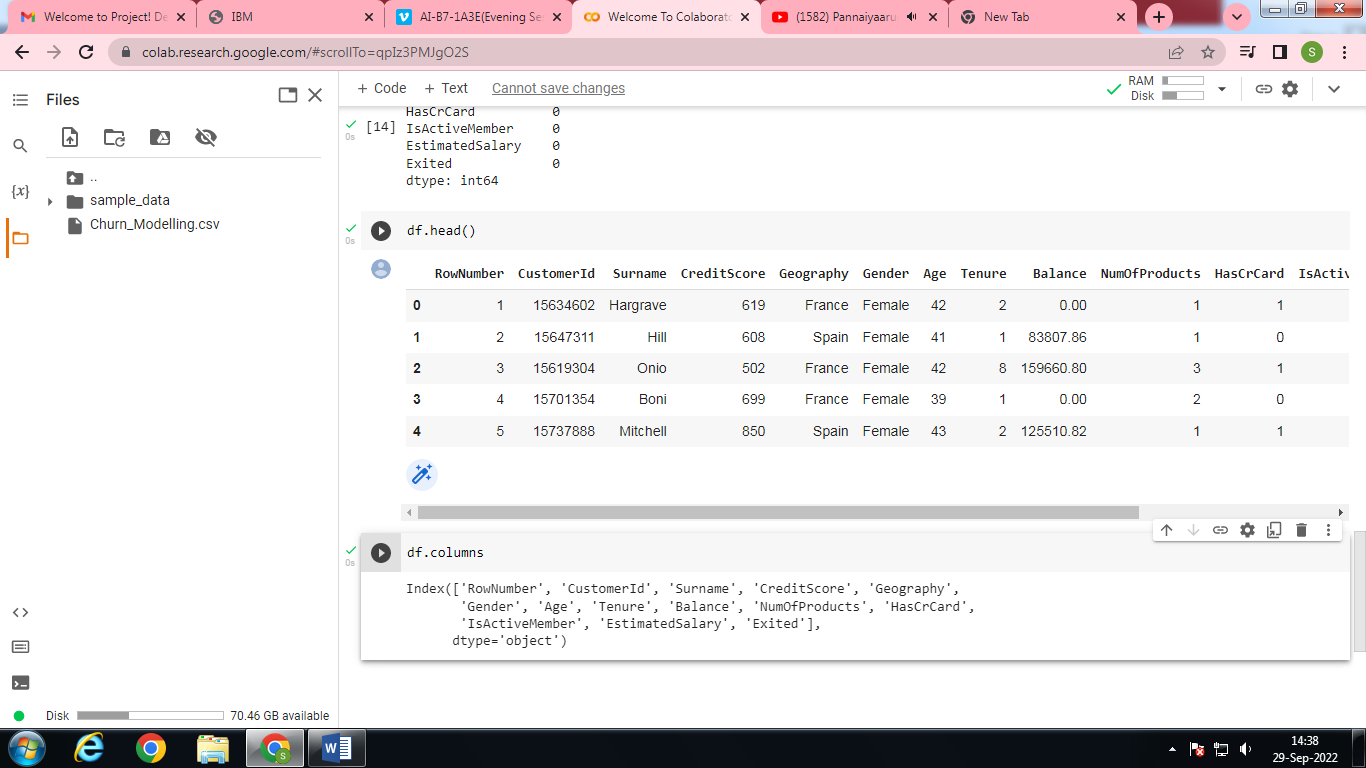 Welcome to Project! De
IBM
AI-B7-1A3E(Evening Se
Welcome To Colaborato
(1582) Pannaiyaaru
New Tab
colab.research.google.com/#scrollTo=qpIz3PMJgO2S
S
Files
+ Code + Text Cannot save changes
RAM
Disk
..
sample_data
Churn_Modelling.csv
{x}
HasCrCard 0
[14] IsActiveMember 0
0s
EstimatedSalary 0
Exited 0
dtype: int64
df.head()
0s
RowNumber CustomerId Surname CreditScore Geography Gender Age Tenure Balance NumOfProducts HasCrCard IsActiv
0 1 15634602 Hargrave 619 France Female 42 2 0.00 1 1
1 2 15647311 Hill 608 Spain Female 41 1 83807.86 1 0
2 3 15619304 Onio 502 France Female 42 8 159660.80 3 1
3 4 15701354 Boni 699 France Female 39 1 0.00 2 0
4 5 15737888 Mitchell 850 Spain Female 43 2 125510.82 1 1
df.columns
0s
Index(['RowNumber', 'CustomerId', 'Surname', 'CreditScore', 'Geography',
'Gender', 'Age', 'Tenure', 'Balance', 'NumOfProducts', 'HasCrCard',
'IsActiveMember', 'EstimatedSalary', 'Exited'],
dtype='object')
Disk 70.46 GB available
14:38
29-Sep-2022